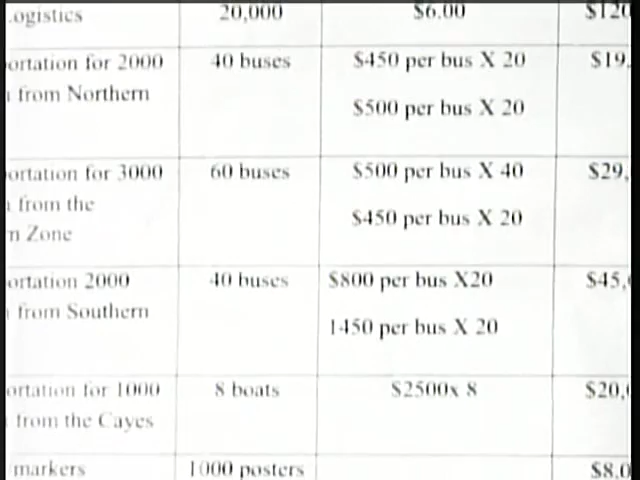 ogistics 20,000 $6.00 $120
ortation for 2000 40 buses $450 per bus X 20 $19,
from Northern
$500 per bus X 20
ortation for 3000 60 buses $500 per bus X 40 $29,
from the
$450 per bus X 20
n Zone
ortation 2000 40 buses $800 per bus X20 $45,
from Southern
1450 per bus X 20
ortation for 1000 8 boats $2500x 8 $20,
from the Cayes
markers 1000 posters $8,0